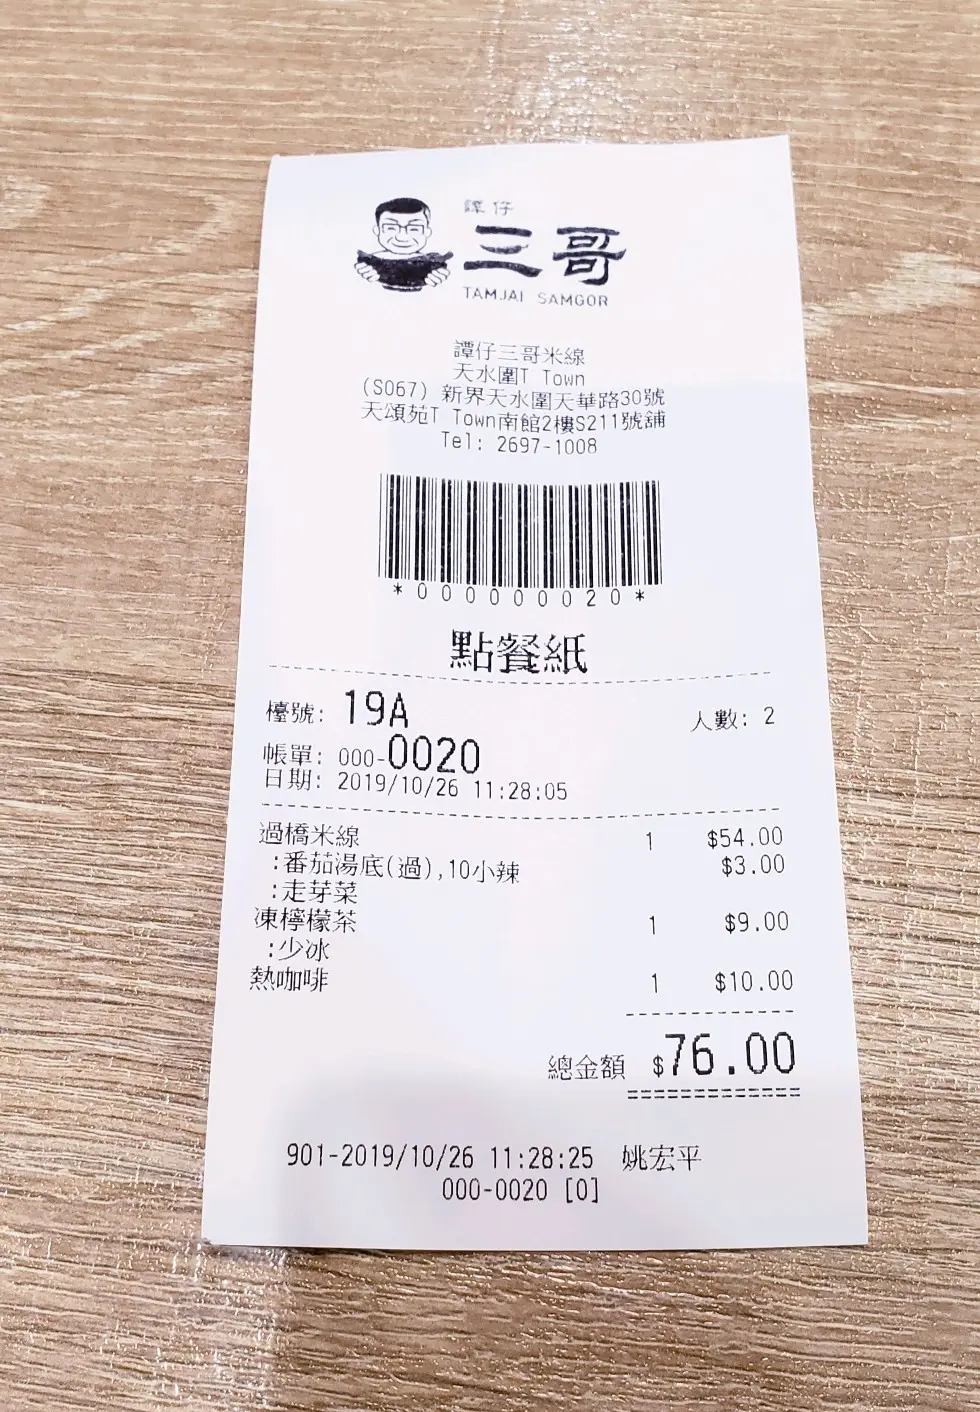 譚仔
三哥
TAMJAI SAMGOR
譚仔三哥米線
天水圍T Town
(S067) 新界天水圍天華路30號
天頌苑T Town南館2樓S211號舖
Tel: 2697-1008
*000000020*
點餐紙
檯號: 19A 人數: 2
帳單: 000-0020
日期: 2019/10/26 11:28:05
過橋米線 1 $54.00
:番茄湯底(過),10小辣 $3.00
:走芽菜
凍檸檬茶 1 $9.00
:少冰
熱咖啡 1 $10.00
總金額 $76.00
901-2019/10/26 11:28:25 姚宏平
000-0020 [0]